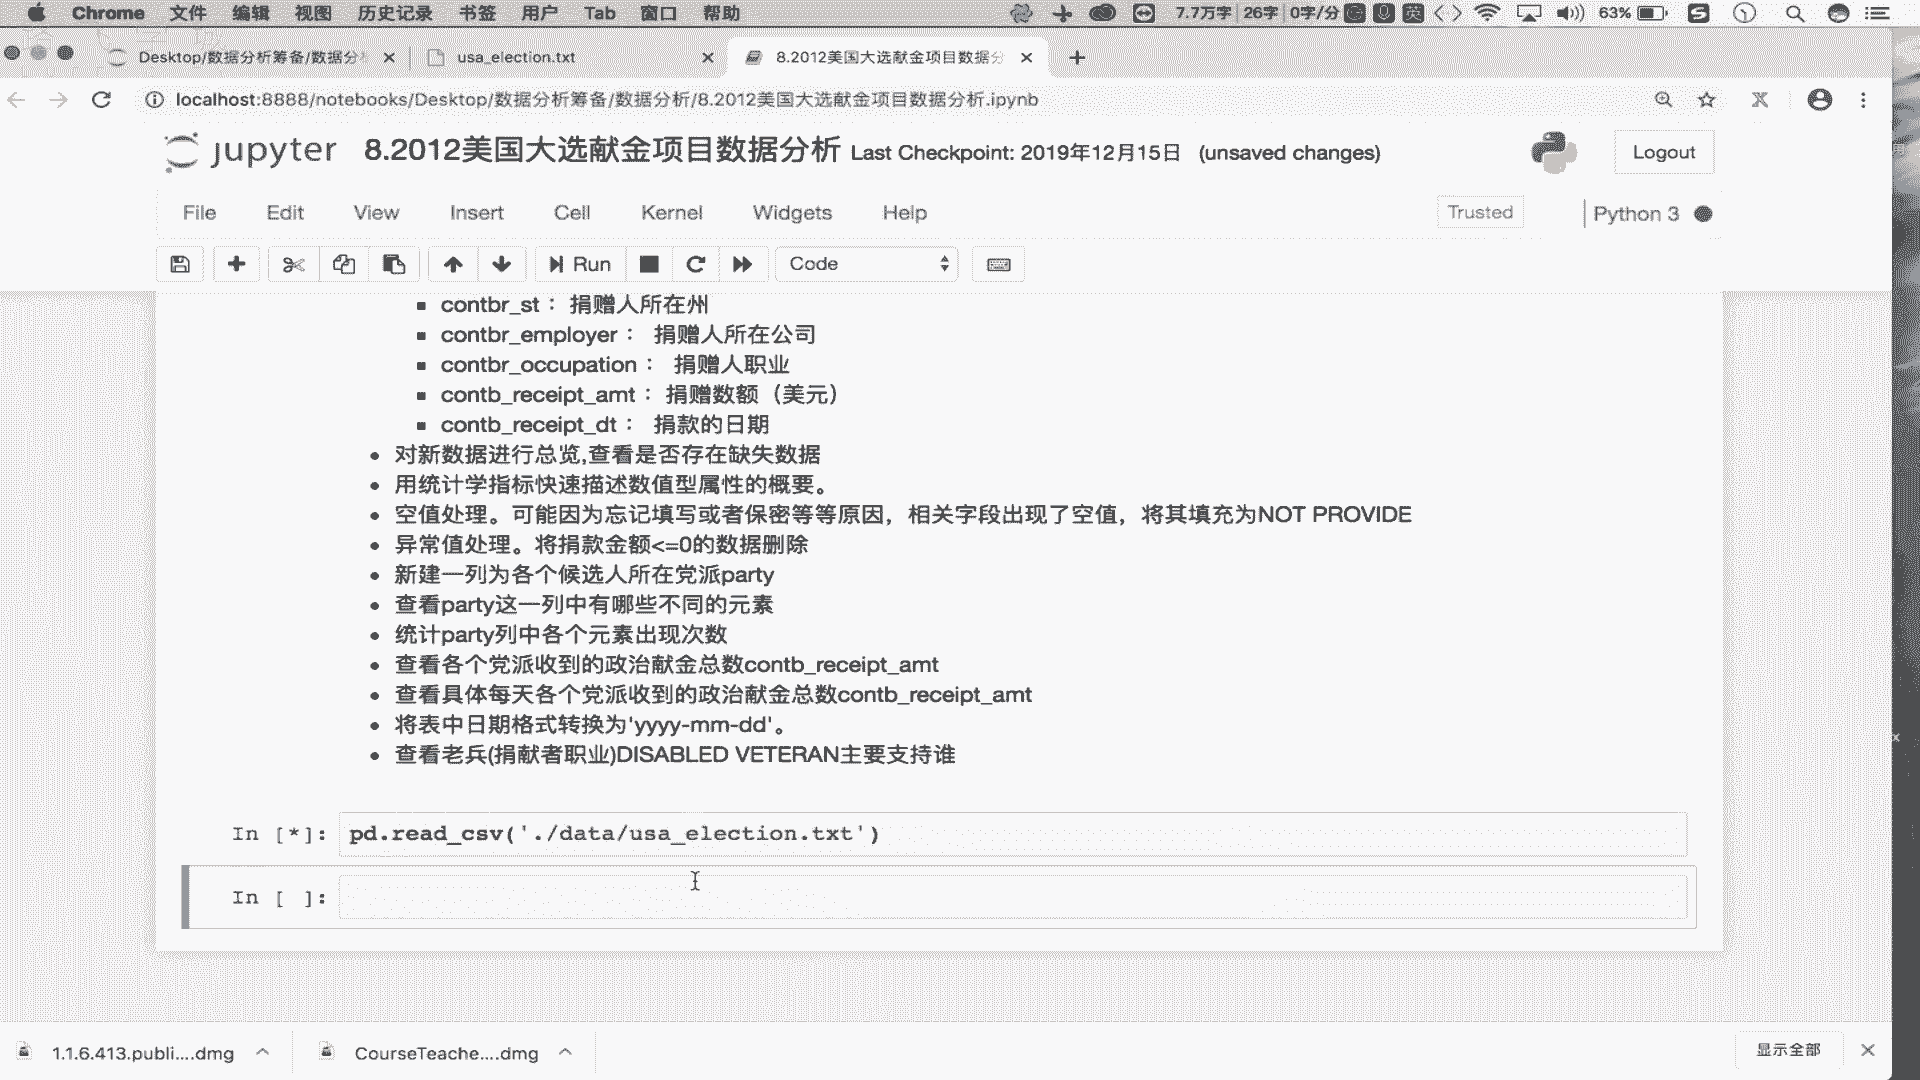 Chrome 文件 编辑 视图 历史记录 书签 用户 Tab 窗口 帮助 7.7万字 26字 0字/分 英 63%
Desktop/数据分析筹备/数据分 usa_election.txt 8.2012美国大选献金项目数据分
localhost:8888/notebooks/Desktop/数据分析筹备/数据分析/8.2012美国大选献金项目数据分析.ipynb
jupyter 8.2012美国大选献金项目数据分析 Last Checkpoint: 2019年12月15日 (unsaved changes) Logout
File Edit View Insert Cell Kernel Widgets Help Trusted Python 3
Run Code
contbr_st： 捐赠人所在州
contbr_employer： 捐赠人所在公司
contbr_occupation： 捐赠人职业
contb_receipt_amt：捐赠数额（美元）
contb_receipt_dt： 捐款的日期
对新数据进行总览,查看是否存在缺失数据
用统计学指标快速描述数值型属性的概要。
空值处理。可能因为忘记填写或者保密等等原因，相关字段出现了空值，将其填充为NOT PROVIDE
异常值处理。将捐款金额<=0的数据删除
新建一列为各个候选人所在党派party
查看party这一列中有哪些不同的元素
统计party列中各个元素出现次数
查看各个党派收到的政治献金总数contb_receipt_amt
查看具体每天各个党派收到的政治献金总数contb_receipt_amt
将表中日期格式转换为'yyyy-mm-dd'。
查看老兵(捐献者职业)DISABLED VETERAN主要支持谁
In [*]: pd.read_csv('./data/usa_election.txt')
In [ ]:
1.1.6.413.publi....dmg CourseTeache....dmg 显示全部